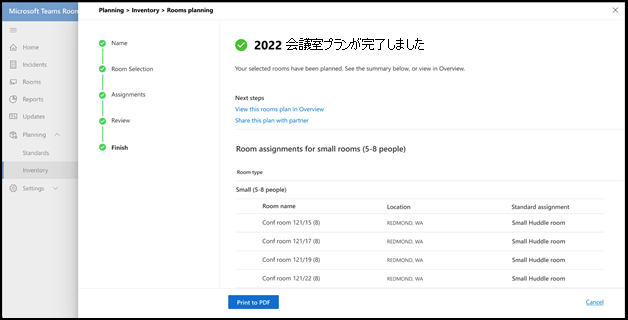 Microsoft Teams Room
Planning > Inventory > Rooms planning
Home
Incidents
Rooms
Reports
Updates
Planning
Standards
Inventory
Settings
Name
Room Selection
Assignments
Review
Finish
2022 会議室プランが完了しました
Your selected rooms have been planned. See the summary below, or view in Overview.
Next steps
View this rooms plan in Overview
Share this plan with partner
Room assignments for small rooms (5-8 people)
Room type
Small (5-8 people)
Room name Location Standard assignment
Conf room 121/15 (8) REDMOND, WA Small Huddle room
Conf room 121/17 (8) REDMOND, WA Small Huddle room
Conf room 121/19 (8) REDMOND, WA Small Huddle room
Conf room 121/22 (8) REDMOND, WA Small Huddle room
Print to PDF Cancel